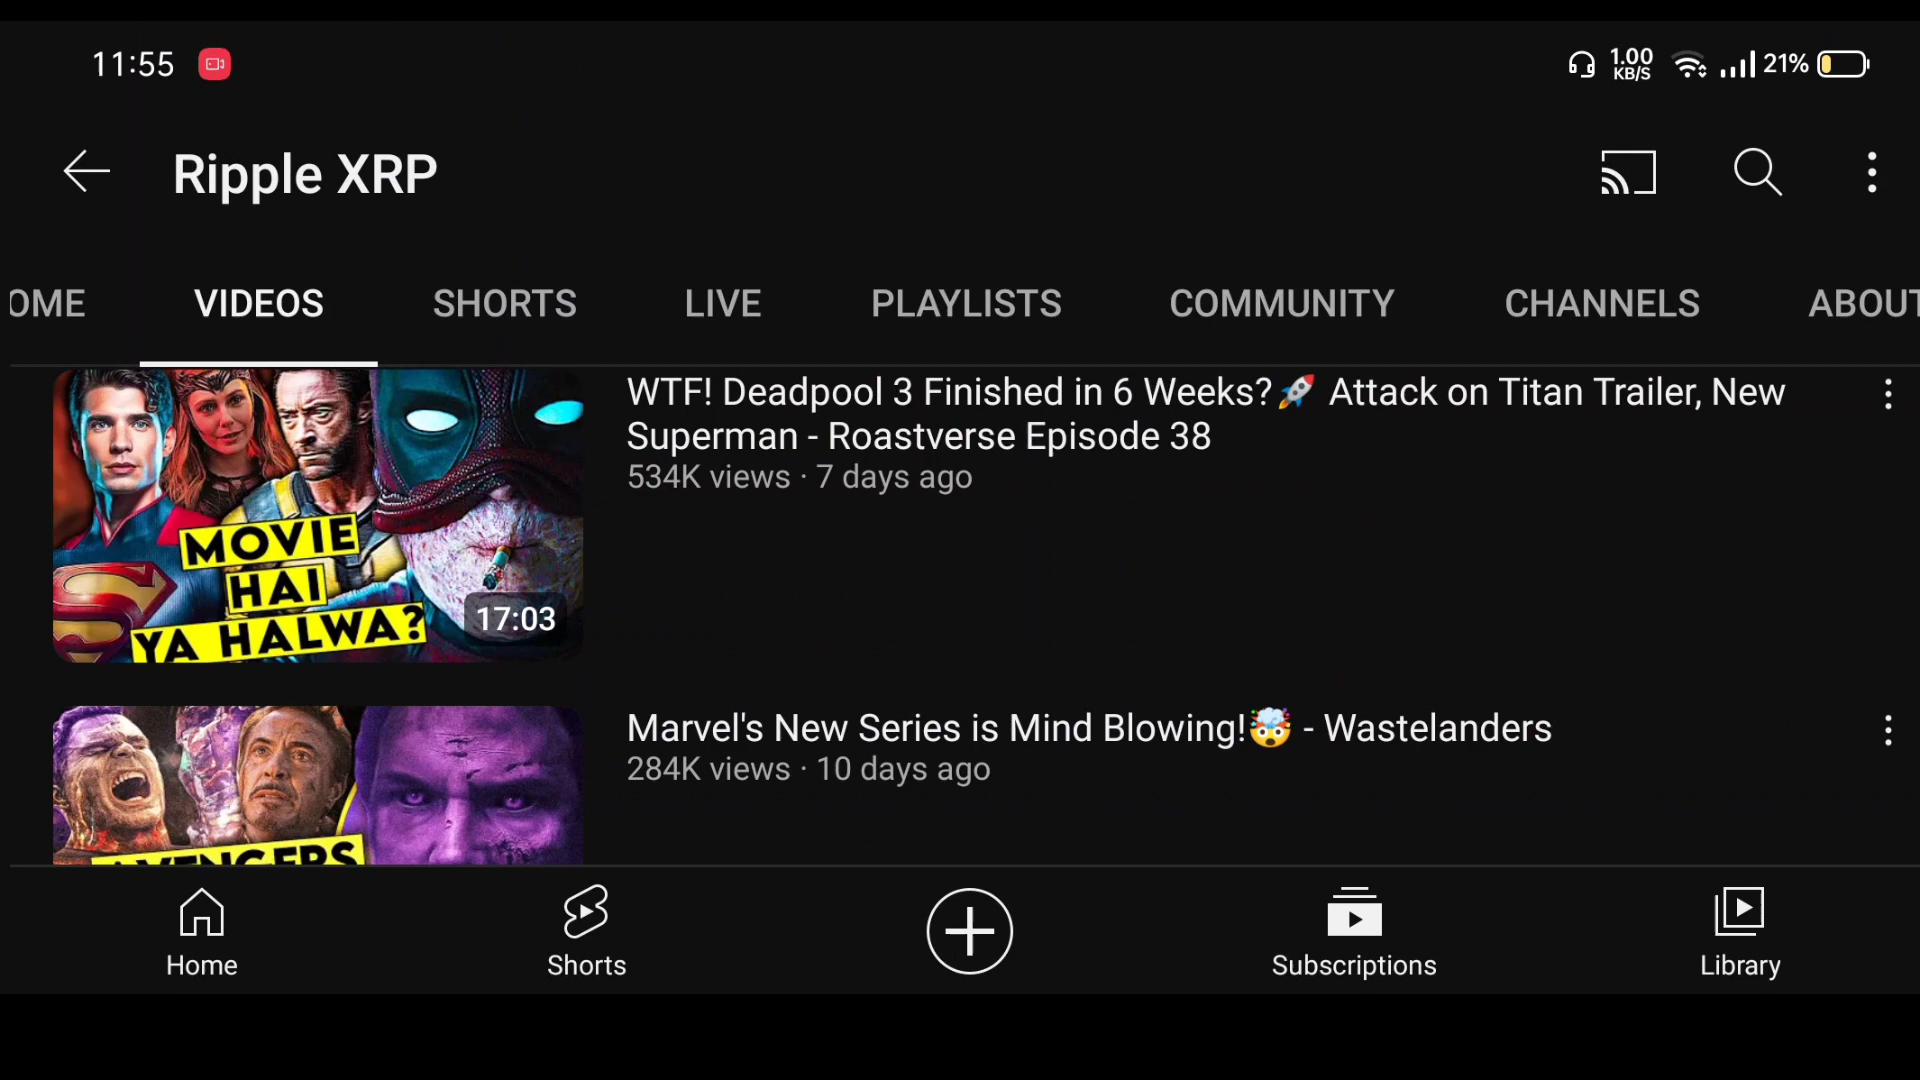 11:55
1.00
KB/S
21%
Ripple XRP
OME
VIDEOS
SHORTS
LIVE
PLAYLISTS
COMMUNITY
CHANNELS
ABOUT
WTF! Deadpool 3 Finished in 6 Weeks?🚀 Attack on Titan Trailer, New
Superman - Roastverse Episode 38
534K views · 7 days ago
MOVIE
HAI
YA HALWA?
17:03
Marvel's New Series is Mind Blowing!🤯 - Wastelanders
284K views · 10 days ago
AVENGERS
Home
Shorts
Subscriptions
Library